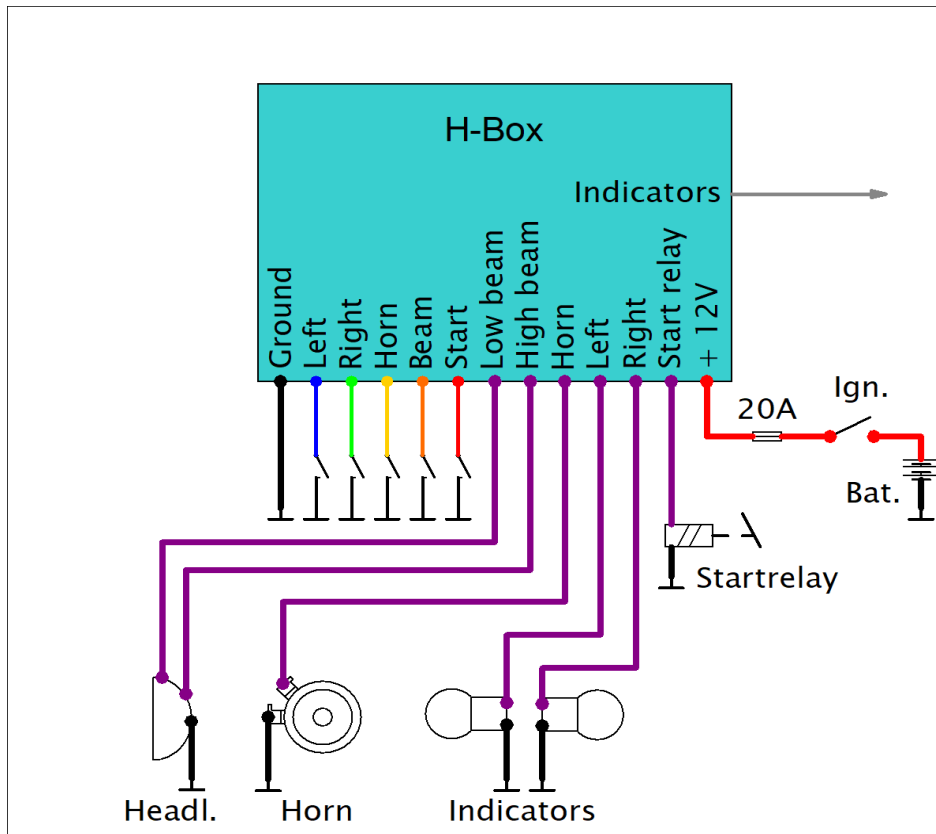 H-Box
Indicators
Ground
Left
Right
Horn
Beam
Start
Low beam
High beam
Horn
Left
Right
Start relay
+ 12V
20A
Ign.
Bat.
Startrelay
Headl.
Horn
Indicators